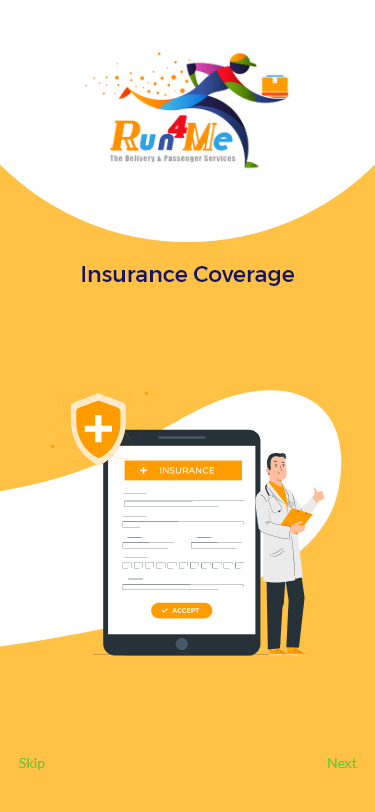 Run4Me
The Delivery & Passenger Services
Insurance Coverage
INSURANCE
ACCEPT
Skip
Next